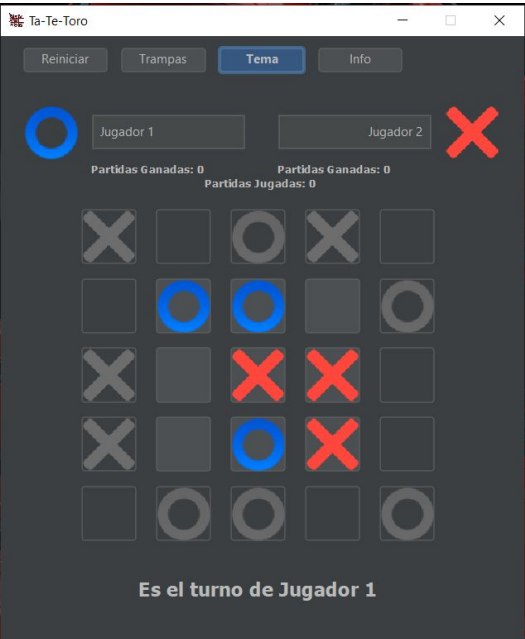 Ta-Te-Toro
Reiniciar Trampas Tema Info
Jugador 1 Jugador 2
Partidas Ganadas: 0 Partidas Ganadas: 0
Partidas Jugadas: 0
Es el turno de Jugador 1